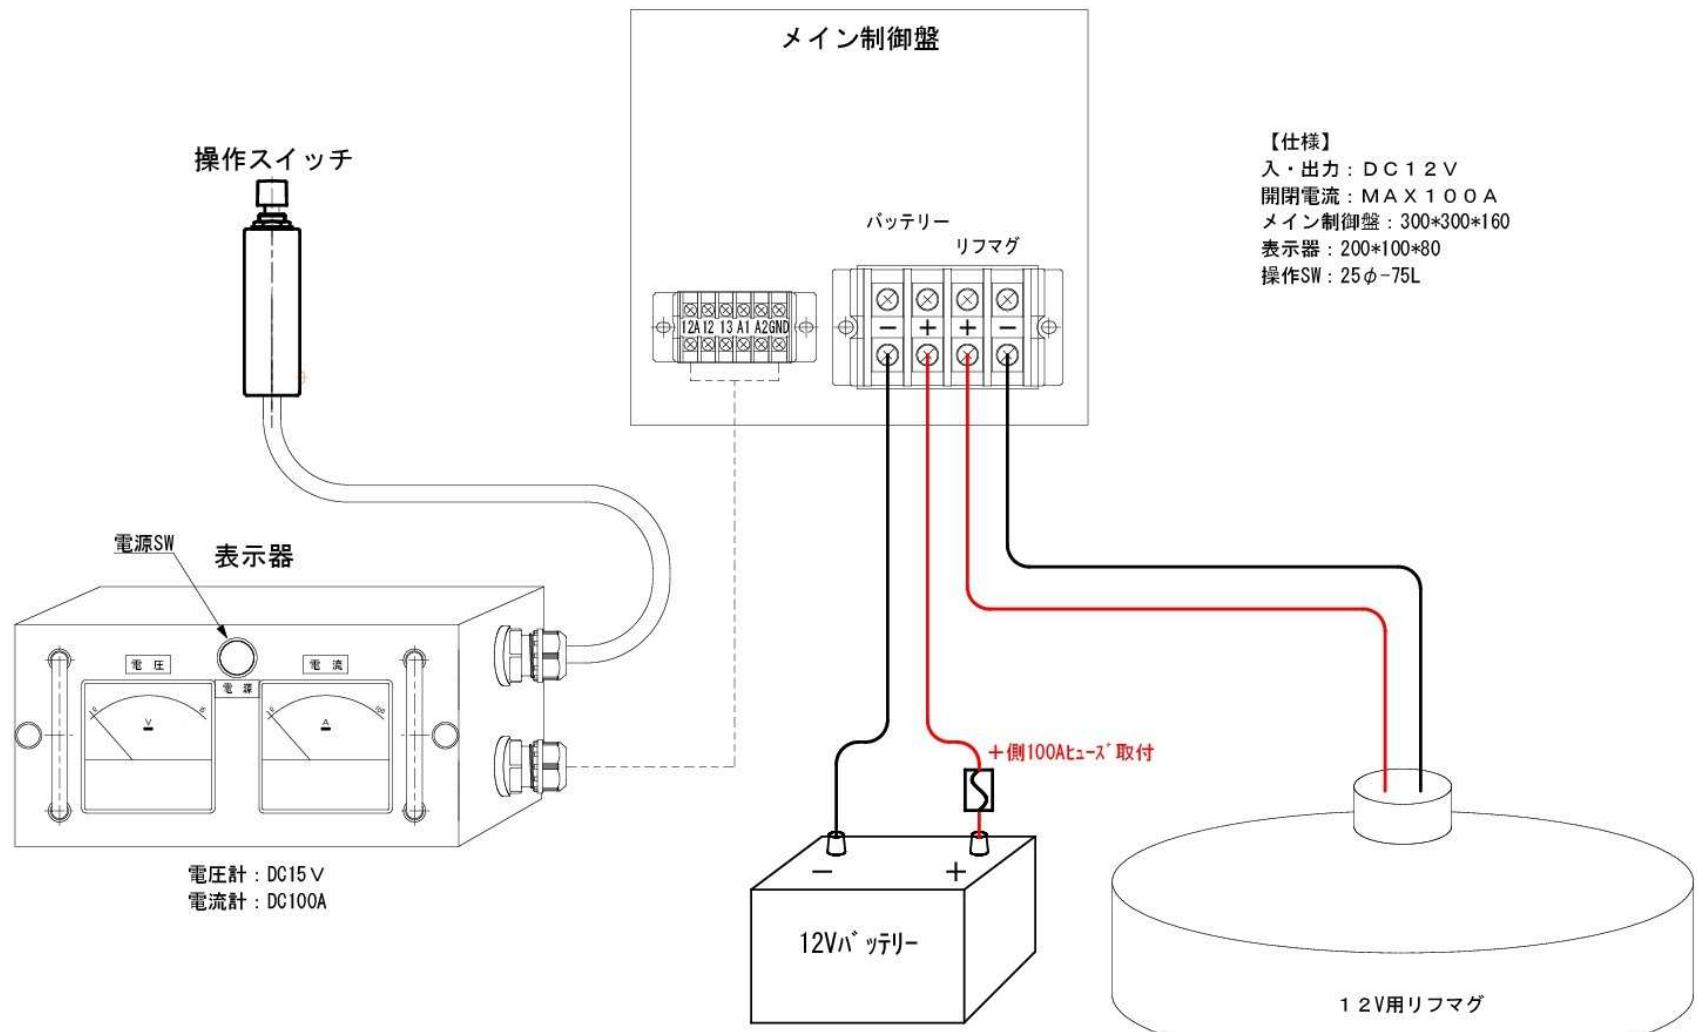 メイン制御盤
操作スイッチ
【仕様】
入・出力：ＤＣ１２Ｖ
開閉電流：ＭＡＸ１００Ａ
メイン制御盤：300*300*160
表示器：200*100*80
操作SW：25φ-75L
バッテリー
リフマグ
12A 12 13 A1 A2 GND
－ ＋ ＋ －
電源SW
表示器
電圧
電流
電源
0 15
V
0 100
A
＋側100Aﾋｭｰｽﾞ取付
電圧計：DC15Ｖ
電流計：DC100A
－ ＋
12Vﾊﾞｯﾃﾘｰ
１２V用リフマグ